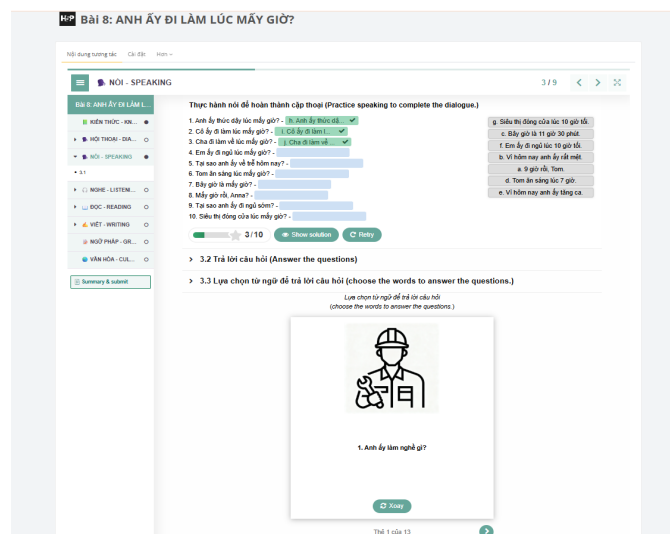 H-P Bài 8: ANH ẤY ĐI LÀM LÚC MẤY GIỜ?
Nội dung tương tác Cài đặt Hơn
NÓI - SPEAKING 3 / 9
Bài 8: ANH ẤY ĐI LÀM L...
KIẾN THỨC - KN...
HỘI THOẠI - DIA...
NÓI - SPEAKING
3.1
NGHE - LISTENI...
ĐỌC - READING
VIẾT - WRITING
NGỮ PHÁP - GR...
VĂN HÓA - CUL...
Summary & submit
Thực hành nói để hoàn thành cặp thoại (Practice speaking to complete the dialogue.)
1. Anh ấy thức dậy lúc mấy giờ? - h. Anh ấy thức dậ...
2. Cô ấy đi làm lúc mấy giờ? - i. Cô ấy đi làm l...
3. Cha đi làm về lúc mấy giờ? - j. Cha đi làm về ...
4. Em ấy đi ngủ lúc mấy giờ? -
5. Tại sao anh ấy về trễ hôm nay? -
6. Tom ăn sáng lúc mấy giờ? -
7. Bây giờ là mấy giờ? -
8. Mấy giờ rồi, Anna? -
9. Tại sao anh ấy đi ngủ sớm? -
10. Siêu thị đóng cửa lúc mấy giờ? -
g. Siêu thị đóng cửa lúc 10 giờ tối.
c. Bây giờ là 11 giờ 30 phút.
f. Em ấy đi ngủ lúc 10 giờ tối.
b. Vì hôm nay anh ấy rất mệt.
a. 9 giờ rồi, Tom.
d. Tom ăn sáng lúc 7 giờ.
e. Vì hôm nay anh ấy tăng ca.
3/10 Show solution Retry
3.2 Trả lời câu hỏi (Answer the questions)
3.3 Lựa chọn từ ngữ để trả lời câu hỏi (choose the words to answer the questions.)
Lựa chọn từ ngữ để trả lời câu hỏi
(choose the words to answer the questions.)
1. Anh ấy làm nghề gì?
Xoay
Thẻ 1 của 13